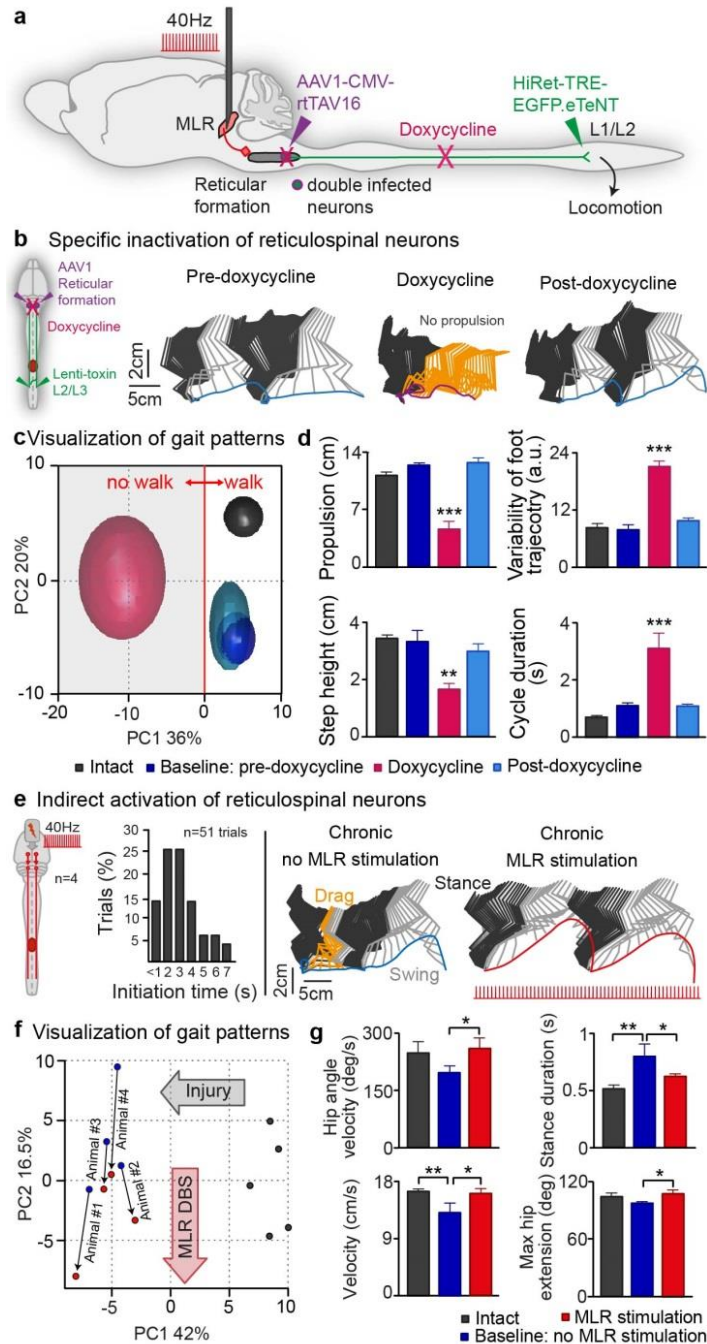 a
40Hz
AAV1-CMV-
rtTAV16
HiRet-TRE-
EGFP.eTeNT
MLR
Doxycycline
L1/L2
Reticular
formation
double infected
neurons
Locomotion
b Specific inactivation of reticulospinal neurons
AAV1
Reticular
formation
Doxycycline
Lenti-toxin
L2/L3
Pre-doxycycline
Doxycycline
Post-doxycycline
No propulsion
2cm
5cm
c Visualization of gait patterns
no walk
walk
PC2 20%
10
0
-10
-20
-10
0
10
PC1 36%
d
Propulsion (cm)
14
7
0
***
Variability of foot
trajecotry (a.u.)
24
12
0
***
Step height (cm)
4
2
0
**
Cycle duration
(s)
4
2
0
***
Intact
Baseline: pre-doxycycline
Doxycycline
Post-doxycycline
e Indirect activation of reticulospinal neurons
40Hz
n=4
Trials (%)
30
25
20
15
10
5
n=51 trials
<1 2 3 4 5 6 7
Initiation time (s)
Chronic
no MLR stimulation
Drag
Swing
2cm
5cm
Chronic
MLR stimulation
Stance
f Visualization of gait patterns
PC2 16.5%
10
5
0
-5
Injury
MLR DBS
Animal #1
Animal #3
Animal #4
Animal #2
-5
0
5
10
PC1 42%
g
Hip angle
velocity (deg/s)
300
150
0
*
Stance duration (s)
1
0.5
0
**
*
Velocity (cm/s)
18
9
0
**
*
Max hip
extension (deg)
120
60
0
*
Intact
MLR stimulation
Baseline: no MLR stimulation